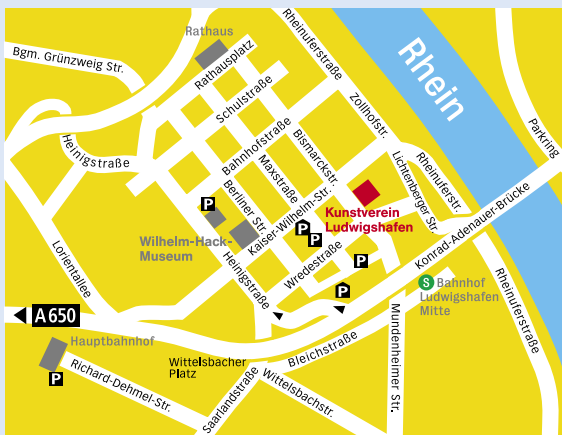 Rathaus
Bgm. Grünzweig Str.
Rathausplatz
Rheinuferstraße
Rhein
Schulstraße
Zollhofstr.
Parkring
Heinigstraße
Bahnhofstraße
Bismarckstr.
Maxstraße
Lichtenberger Str.
Rheinuferstr.
Berliner Str.
Kaiser-Wilhelm-Str.
P
Kunstverein
Ludwigshafen
Wilhelm-Hack-
Museum
P
P
Konrad-Adenauer-Brücke
Lorientallee
Heinigstraße
Wredestraße
P
P
S Bahnhof
Ludwigshafen
Mitte
A 650
Rheinuferstraße
Hauptbahnhof
Mundenheimer Str.
Bleichstraße
Wittelsbacher
Platz
P
Richard-Dehmel-Str.
Saarlandstraße
Wittelsbachstr.